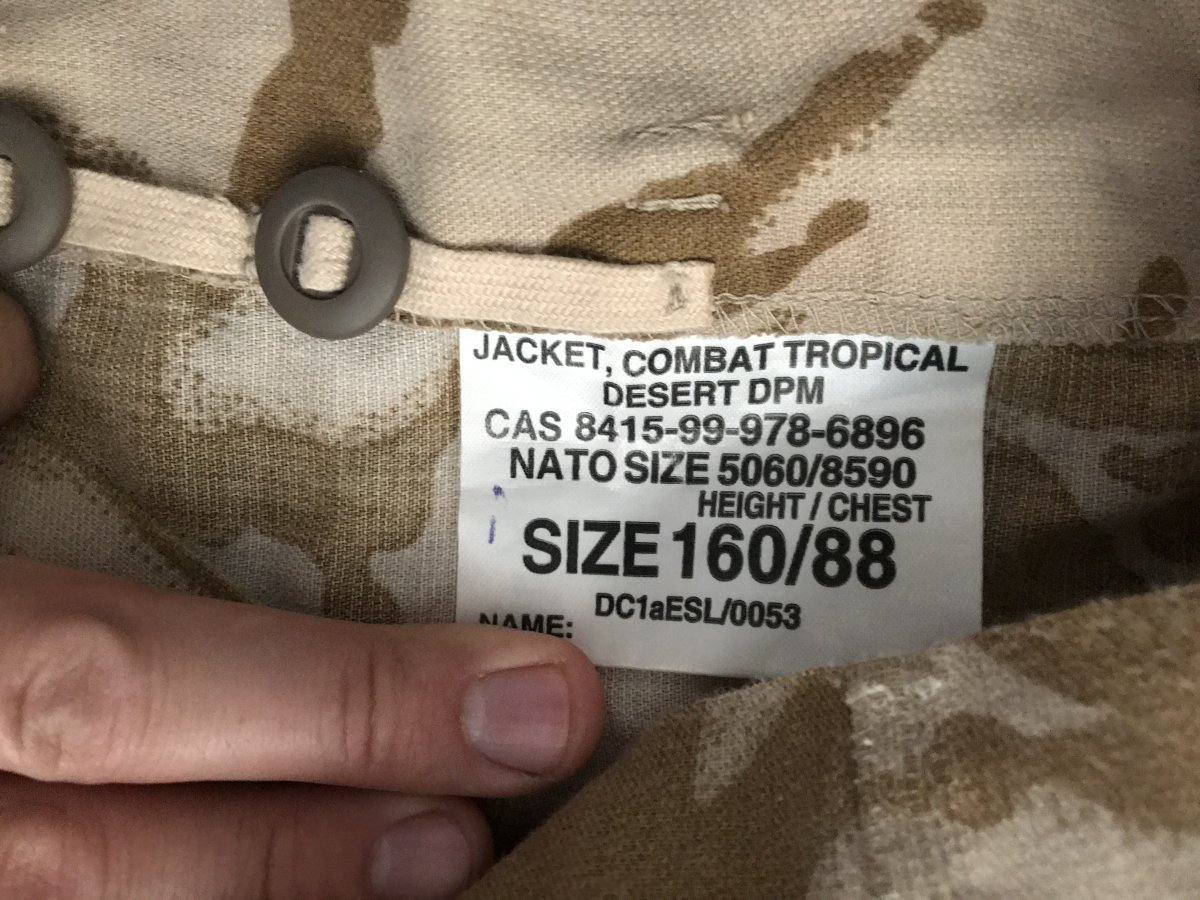 JACKET, COMBAT TROPICAL
DESERT DPM
CAS 8415-99-978-6896
NATO SIZE 5060/8590
HEIGHT / CHEST
SIZE 160/88
DC1aESL/0053
NAME: